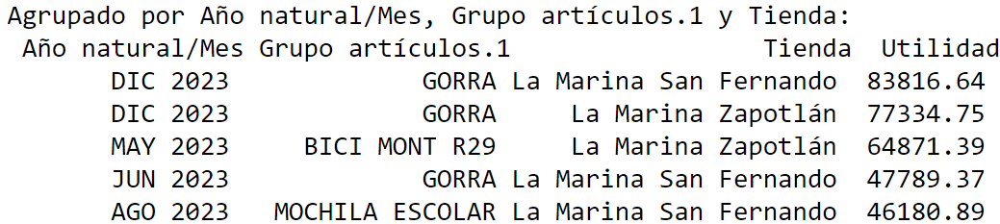 Agrupado por Año natural/Mes, Grupo artículos.1 y Tienda:
Año natural/Mes Grupo artículos.1 Tienda Utilidad
DIC 2023 GORRA La Marina San Fernando 83816.64
DIC 2023 GORRA La Marina Zapotlán 77334.75
MAY 2023 BICI MONT R29 La Marina Zapotlán 64871.39
JUN 2023 GORRA La Marina San Fernando 47789.37
AGO 2023 MOCHILA ESCOLAR La Marina San Fernando 46180.89